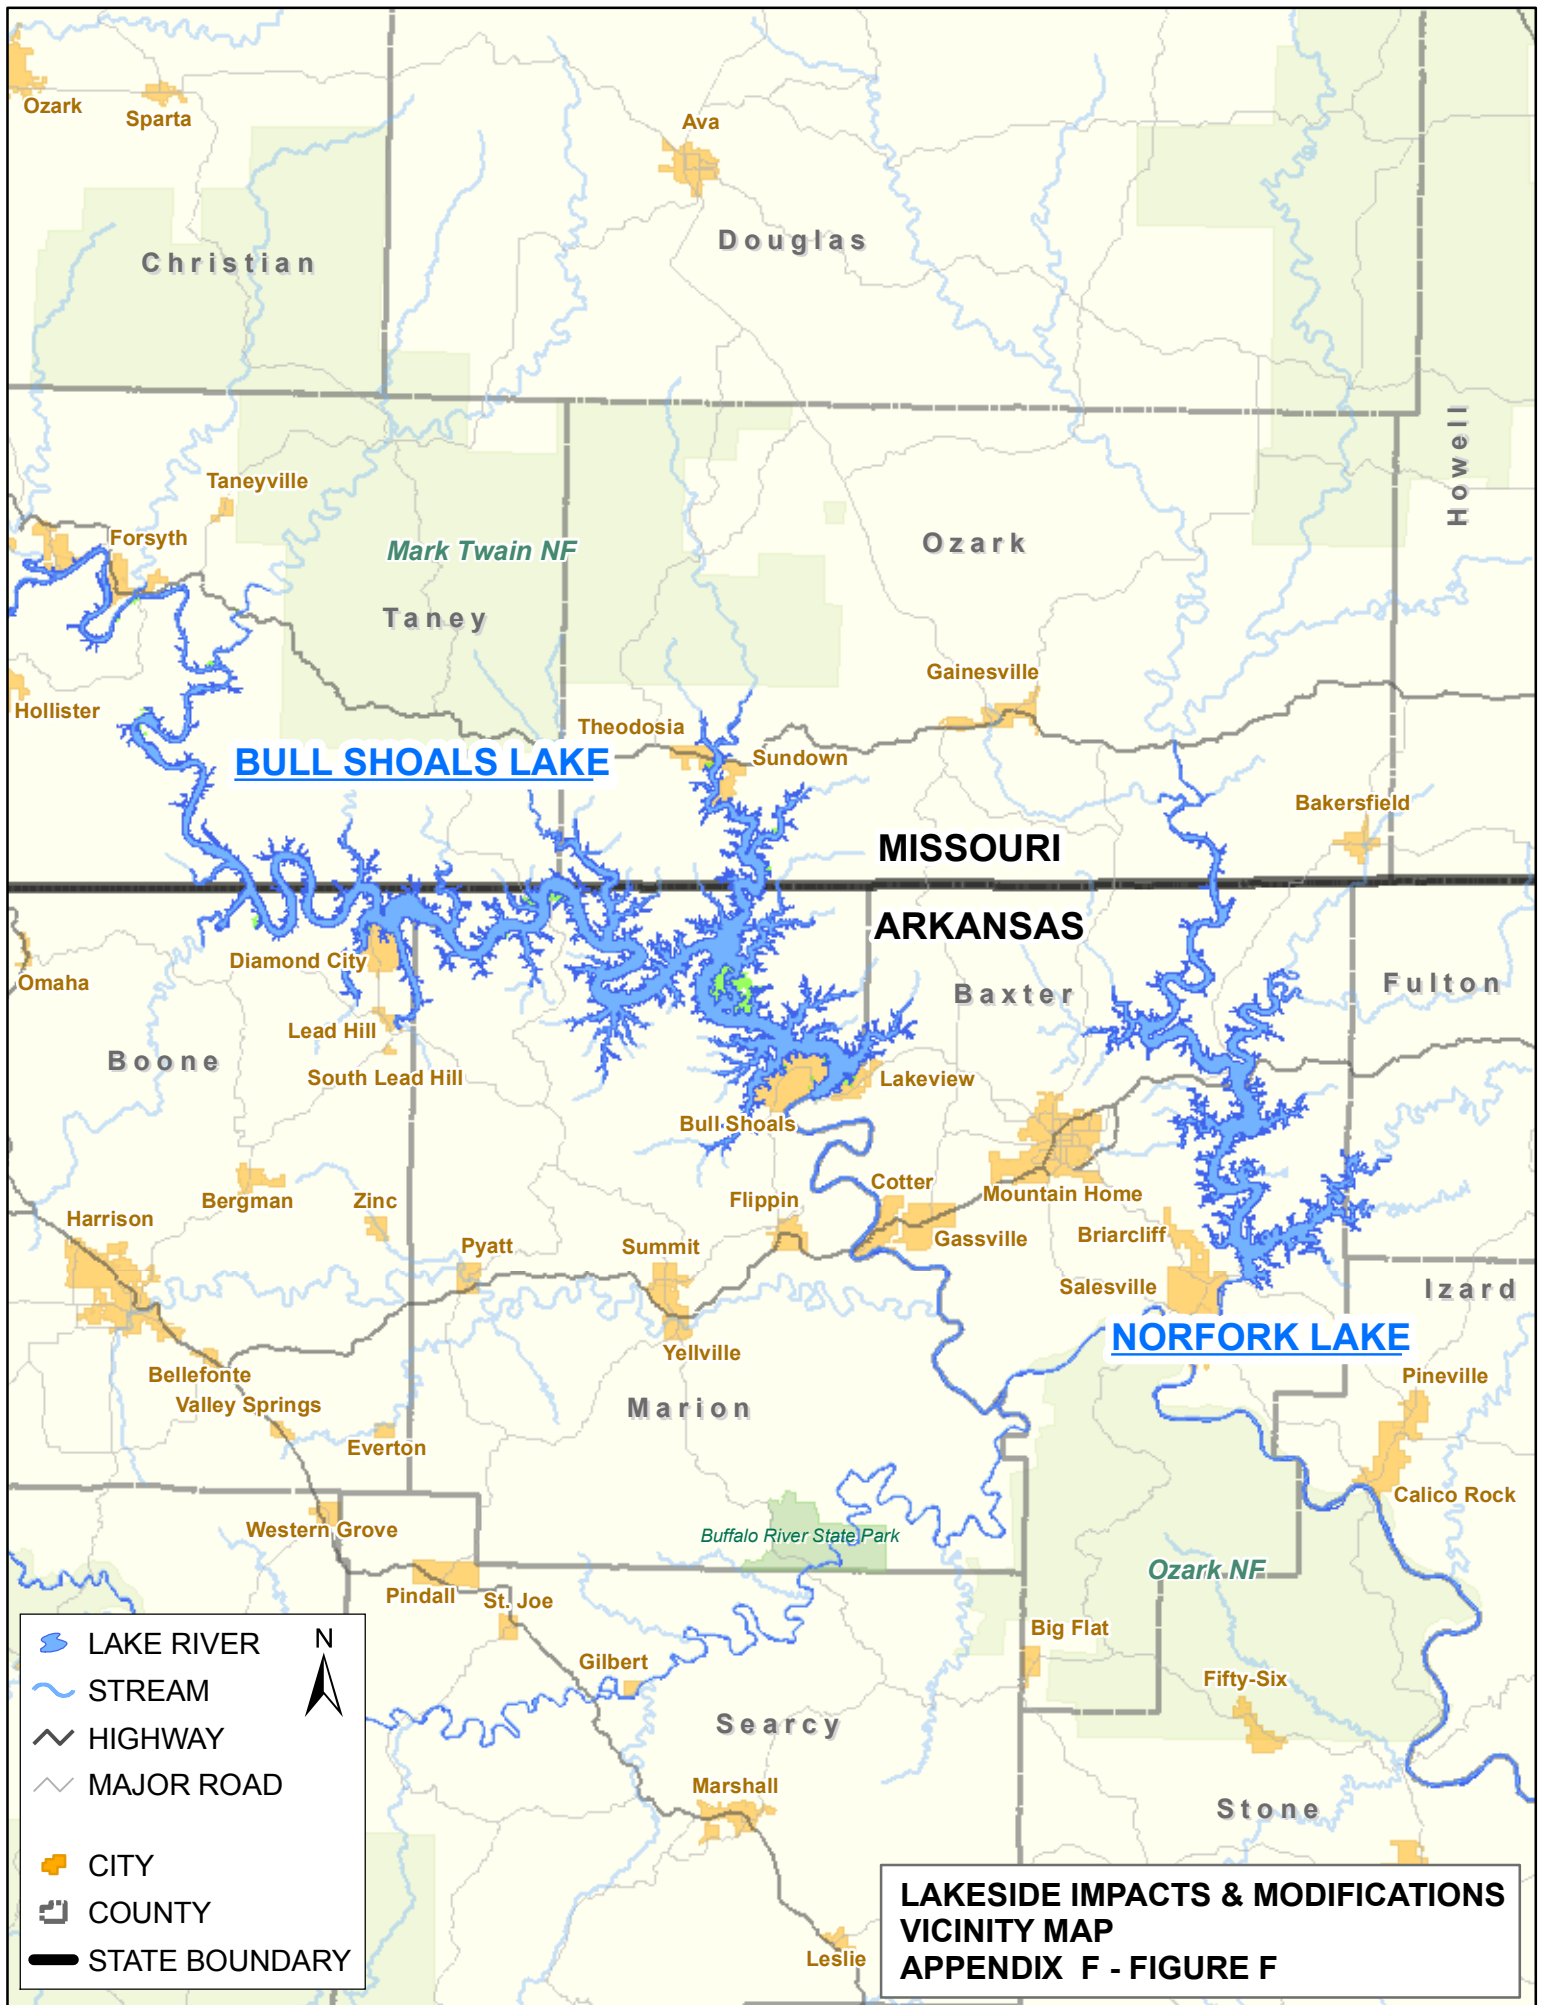 Ozark
Sparta
Ava
Christian
Douglas
Howell
Taneyville
Forsyth
Mark Twain NF
Ozark
Taney
Gainesville
Hollister
Theodosia
BULL SHOALS LAKE
Sundown
Bakersfield
MISSOURI
ARKANSAS
Diamond City
Omaha
Baxter
Fulton
Lead Hill
Boone
South Lead Hill
Lakeview
Bull Shoals
Bergman
Zinc
Cotter
Mountain Home
Harrison
Flippin
Gassville
Briarcliff
Pyatt
Summit
Salesville
Izard
NORFORK LAKE
Yellville
Bellefonte
Pineville
Valley Springs
Marion
Everton
Calico Rock
Western Grove
Buffalo River State Park
Ozark NF
Pindall
St. Joe
Big Flat
Gilbert
Fifty-Six
Searcy
Marshall
Stone
Leslie
N
LAKE RIVER
STREAM
HIGHWAY
MAJOR ROAD
CITY
COUNTY
STATE BOUNDARY
LAKESIDE IMPACTS & MODIFICATIONS
VICINITY MAP
APPENDIX F - FIGURE F